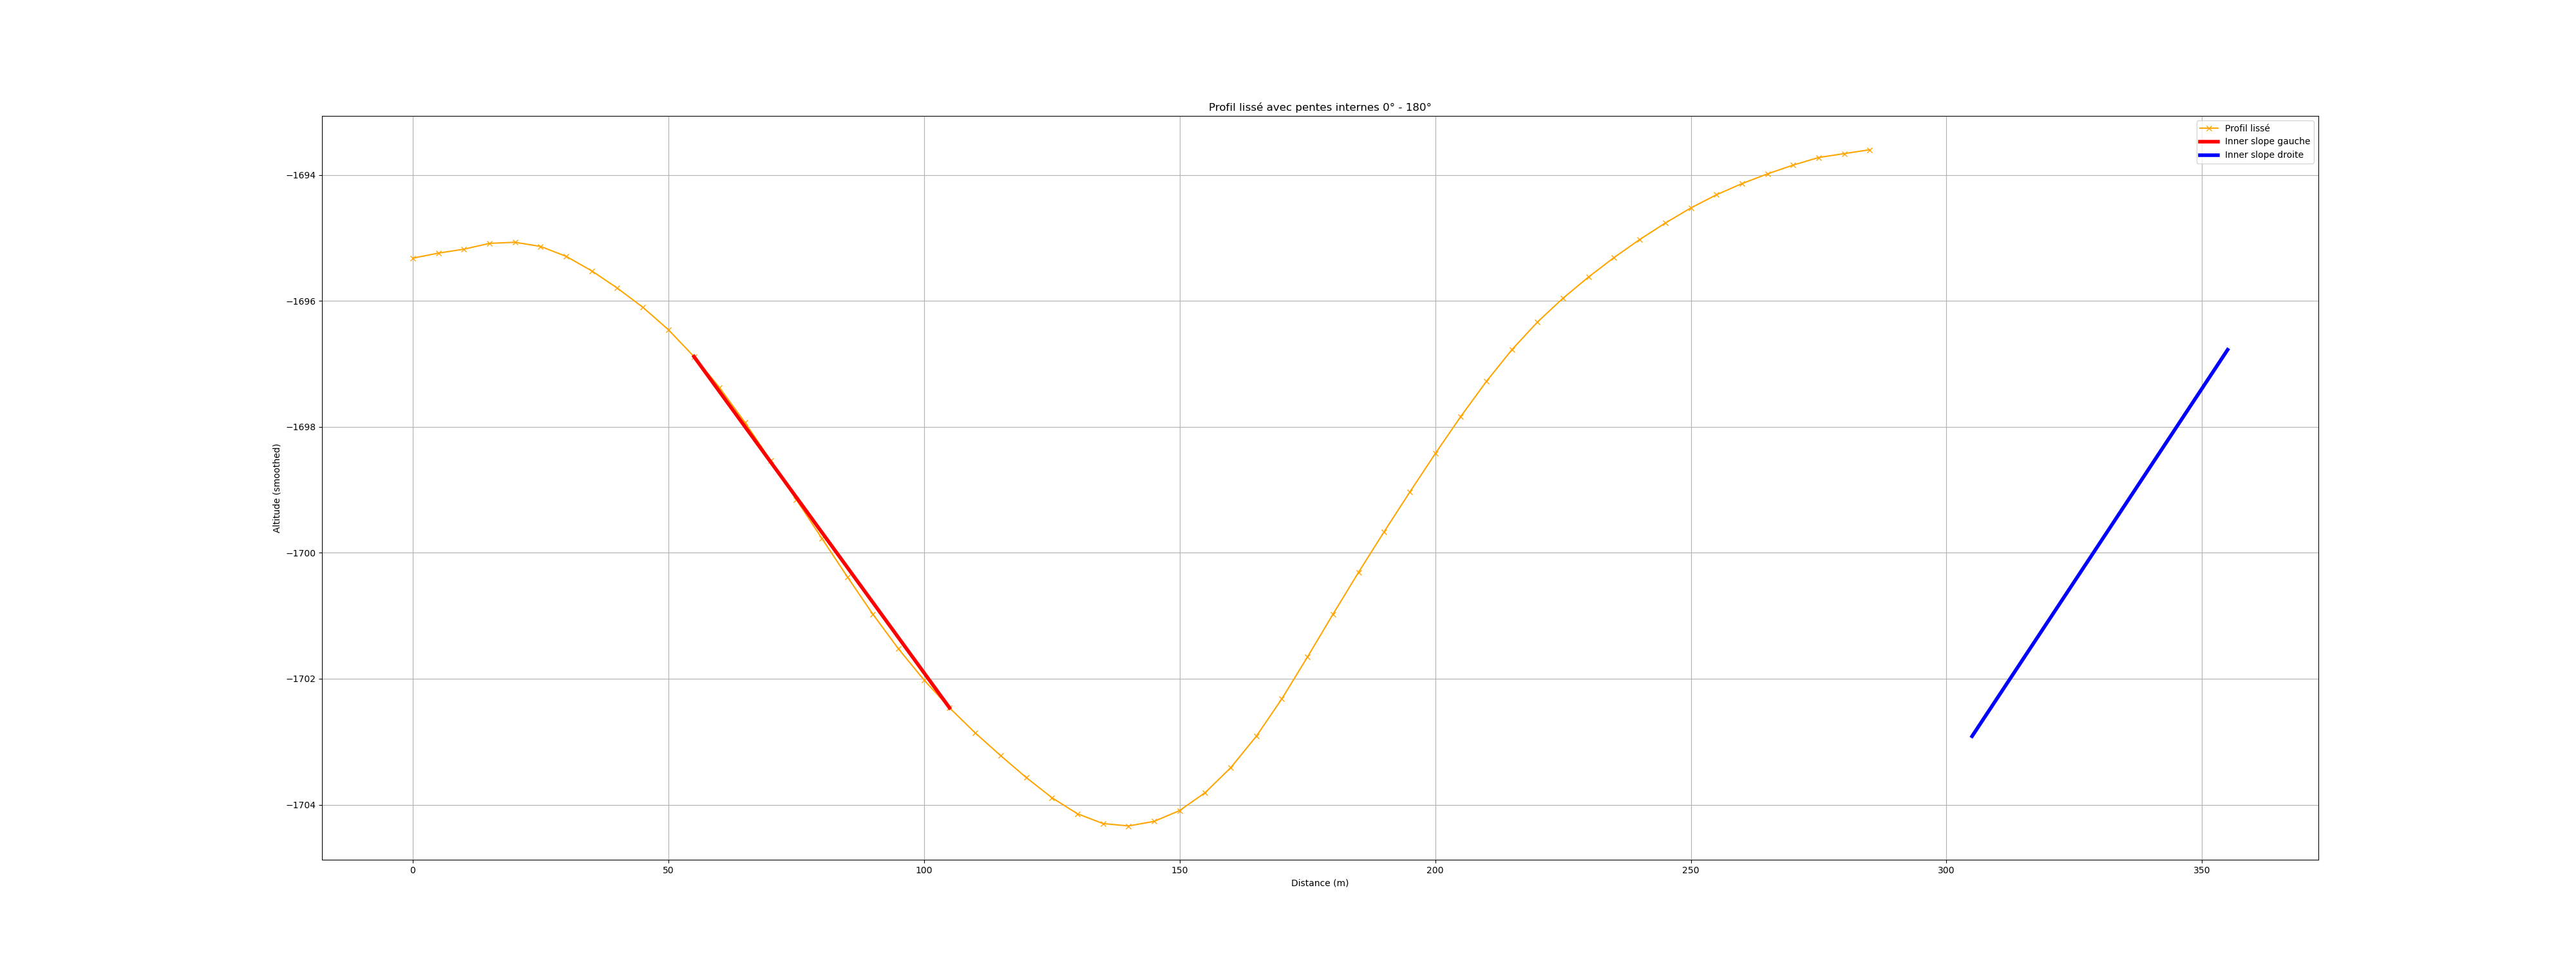 Profil lissé avec pentes internes 0° - 180°
Profil lissé
Inner slope gauche
Inner slope droite
−1694
−1696
−1698
−1700
−1702
−1704
Altitude (smoothed)
0
50
100
150
200
250
300
350
Distance (m)